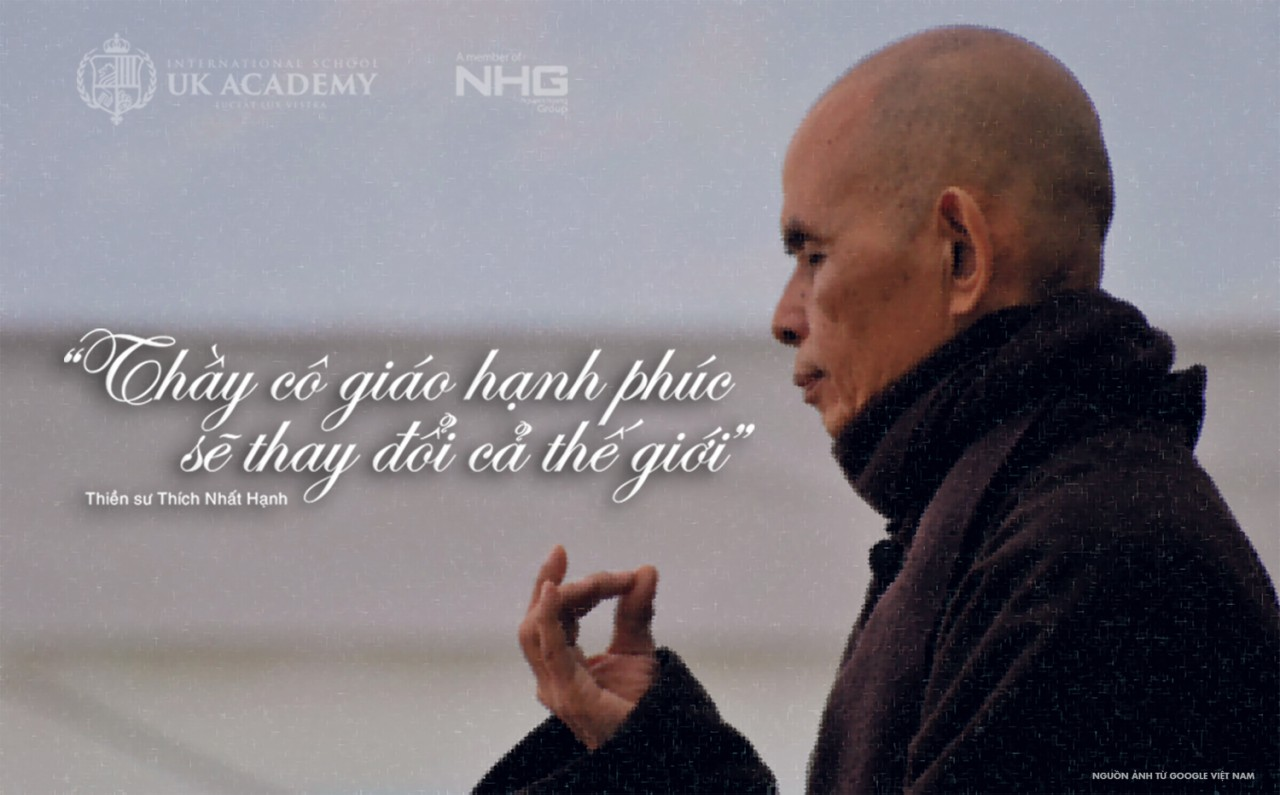 INTERNATIONAL SCHOOL
UK ACADEMY
A member of
NHG
Group
“Thầy cô giáo hạnh phúc
sẽ thay đổi cả thế giới”
Thiền sư Thích Nhất Hạnh
NGUỒN ẢNH TỪ GOOGLE VIỆT NAM